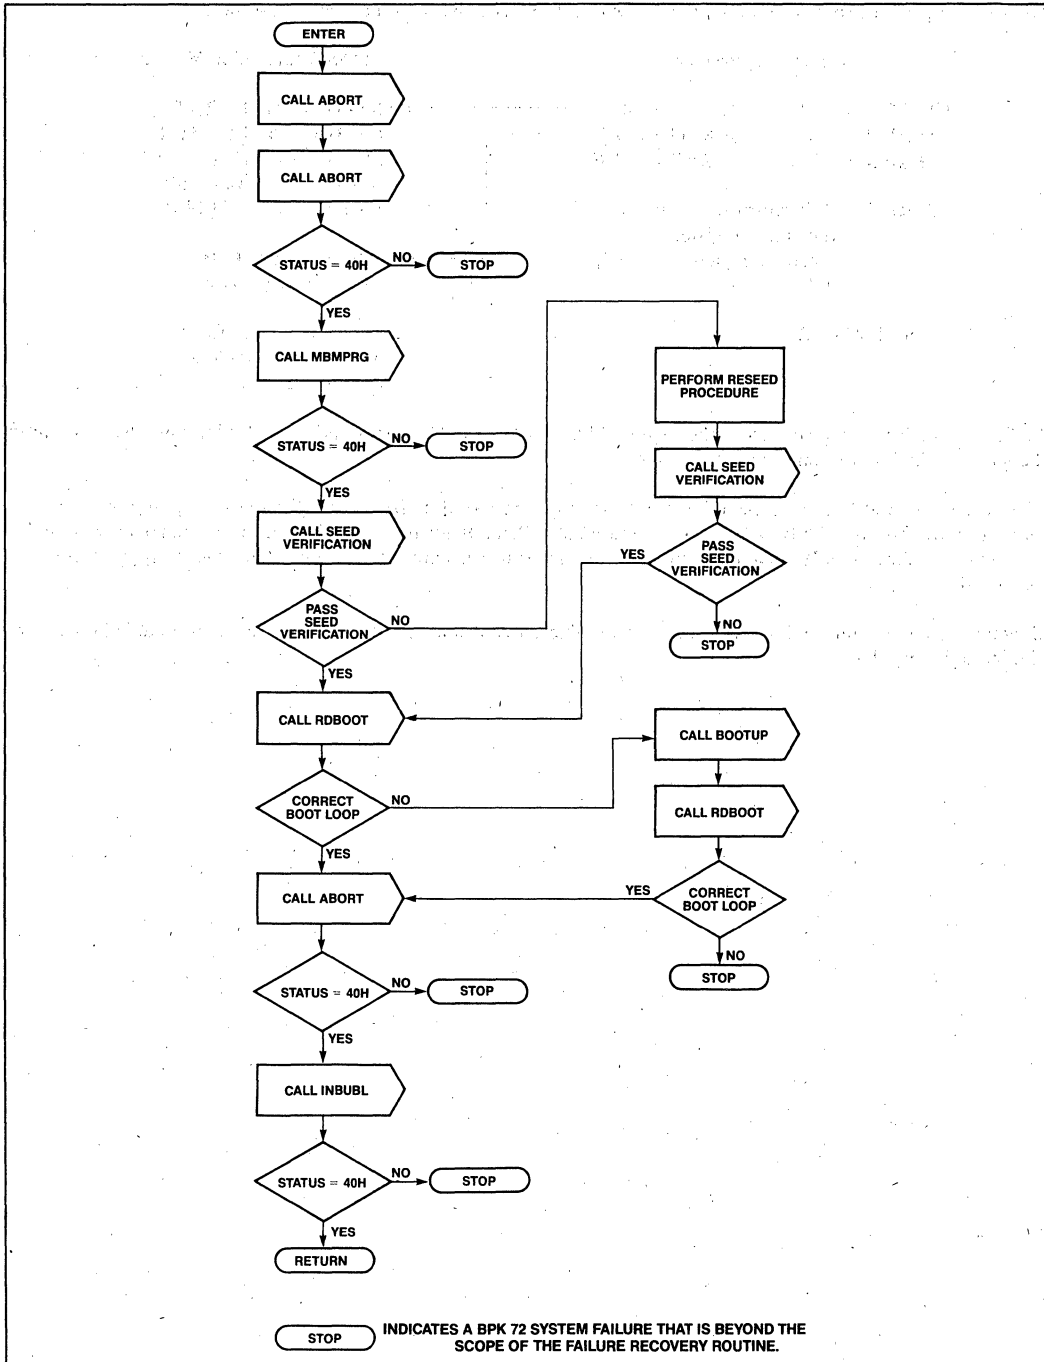 ENTER
CALL ABORT
CALL ABORT
STATUS = 40H
NO
STOP
YES
CALL MBMPRG
STATUS = 40H
NO
STOP
YES
CALL SEED
VERIFICATION
PASS
SEED
VERIFICATION
NO
YES
PERFORM RESEED
PROCEDURE
CALL SEED
VERIFICATION
PASS
SEED
VERIFICATION
YES
NO
STOP
CALL RDBOOT
CORRECT
BOOT LOOP
NO
YES
CALL BOOTUP
CALL RDBOOT
CORRECT
BOOT LOOP
YES
NO
STOP
CALL ABORT
STATUS = 40H
NO
STOP
YES
CALL INBUBL
STATUS = 40H
NO
STOP
YES
RETURN
STOP
INDICATES A BPK 72 SYSTEM FAILURE THAT IS BEYOND THE
SCOPE OF THE FAILURE RECOVERY ROUTINE.